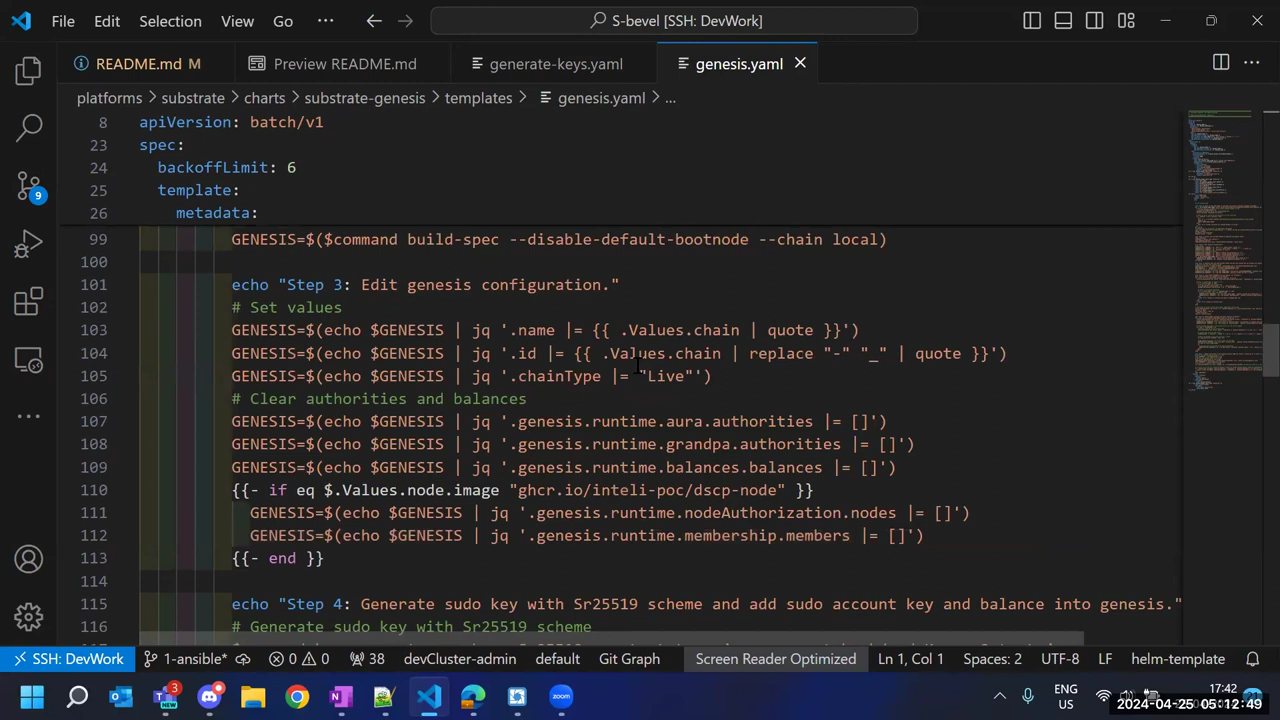 File Edit Selection View Go ··· S-bevel [SSH: DevWork]
README.md M Preview README.md generate-keys.yaml genesis.yaml
platforms > substrate > charts > substrate-genesis > templates > genesis.yaml > ...
8 apiVersion: batch/v1
23 spec:
24 backoffLimit: 6
25 template:
26 metadata:
99 GENESIS=$($command build-spec --disable-default-bootnode --chain local)
100
101 echo "Step 3: Edit genesis configuration."
102 # Set values
103 GENESIS=$(echo $GENESIS | jq '.name |= {{ .Values.chain | quote }}')
104 GENESIS=$(echo $GENESIS | jq '.id |= {{ .Values.chain | replace "-" "_" | quote }}')
105 GENESIS=$(echo $GENESIS | jq '.chainType |= "Live"')
106 # Clear authorities and balances
107 GENESIS=$(echo $GENESIS | jq '.genesis.runtime.aura.authorities |= []')
108 GENESIS=$(echo $GENESIS | jq '.genesis.runtime.grandpa.authorities |= []')
109 GENESIS=$(echo $GENESIS | jq '.genesis.runtime.balances.balances |= []')
110 {{- if eq $.Values.node.image "ghcr.io/inteli-poc/dscp-node" }}
111 GENESIS=$(echo $GENESIS | jq '.genesis.runtime.nodeAuthorization.nodes |= []')
112 GENESIS=$(echo $GENESIS | jq '.genesis.runtime.membership.members |= []')
113 {{- end }}
114
115 echo "Step 4: Generate sudo key with Sr25519 scheme and add sudo account key and balance into genesis."
116 # Generate sudo key with Sr25519 scheme
9
SSH: DevWork 1-ansible* 0 0 38 devCluster-admin default Git Graph Screen Reader Optimized Ln 1, Col 1 Spaces: 2 UTF-8 LF helm-template
3 NEW ENG US 17:42
2024-04-25 05:12:49